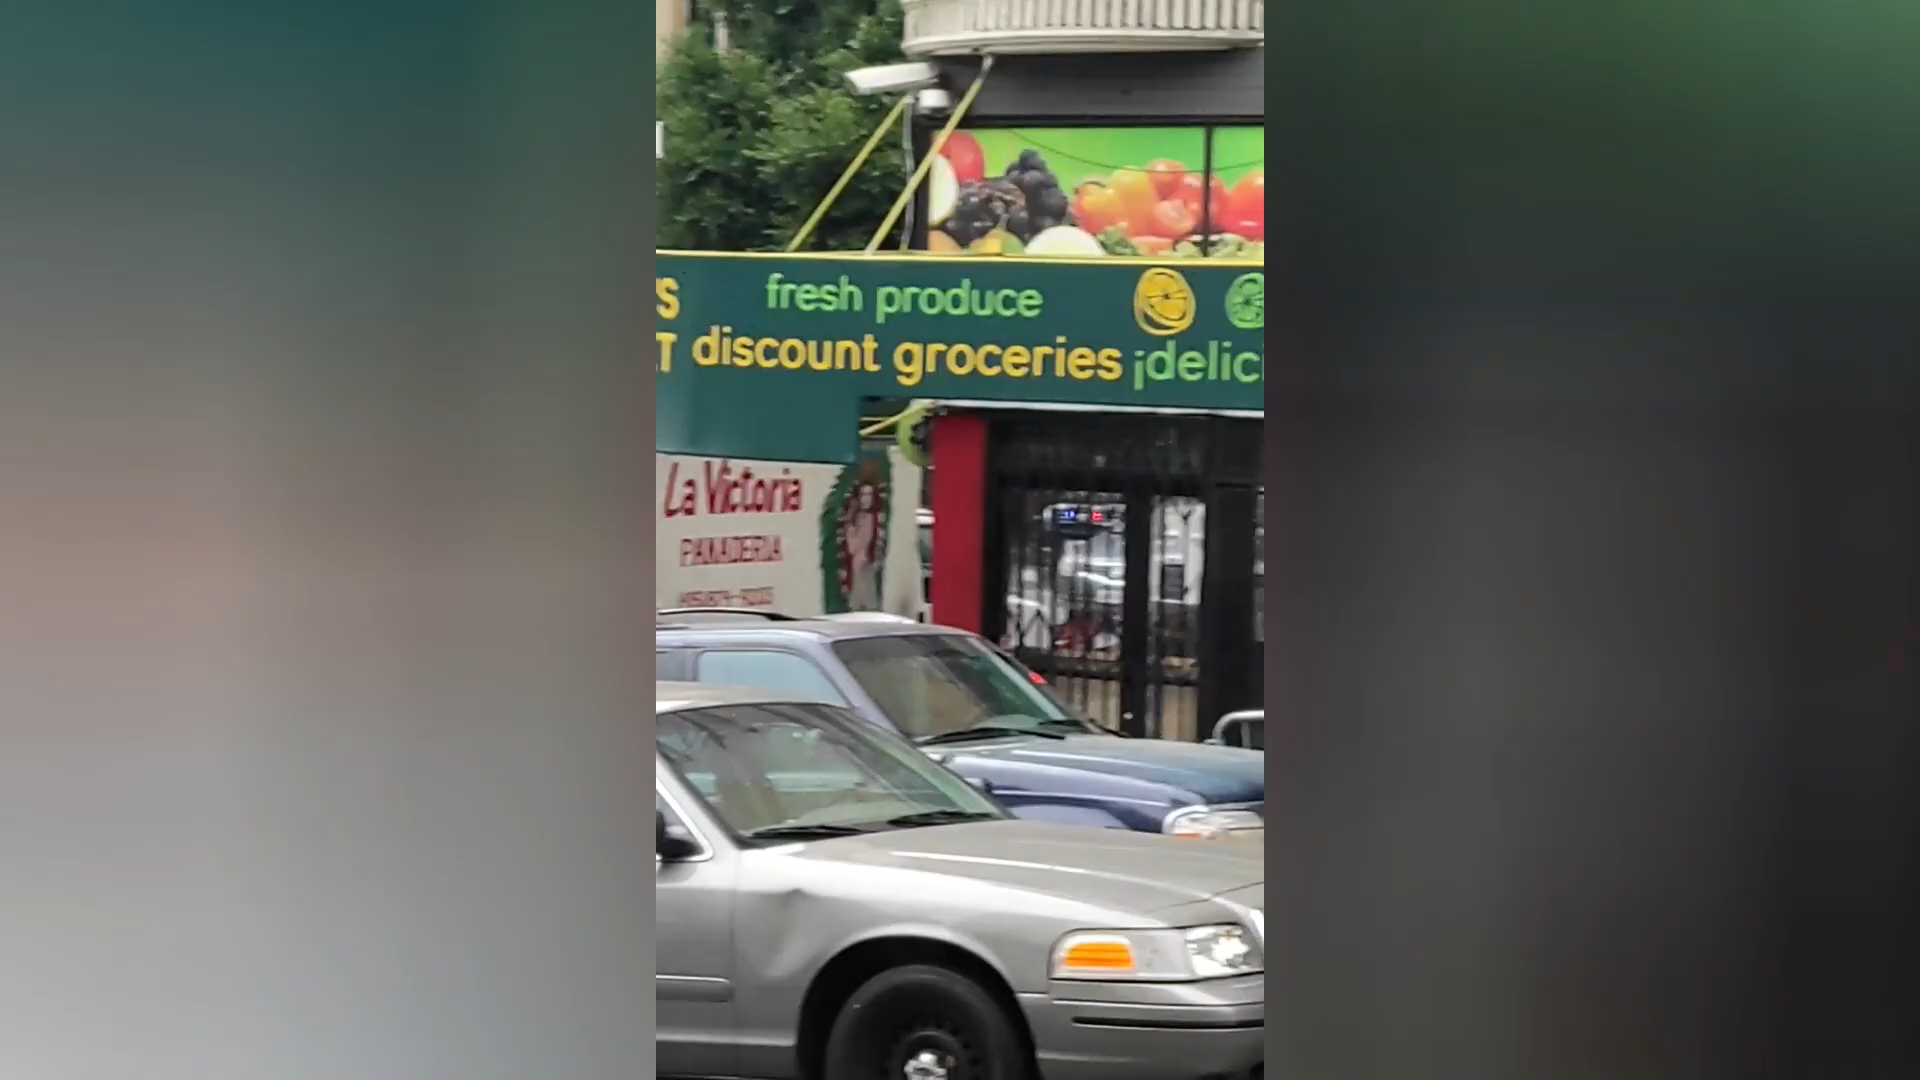 fresh produce
discount groceries ¡delici
La Victoria
PANADERIA